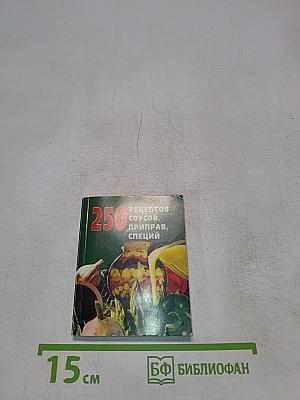 250 РЕЦЕПТОВ
СОУСОВ,
ПРИПРАВ,
СПЕЦИЙ
15 см
БФ БИБЛИОФАН